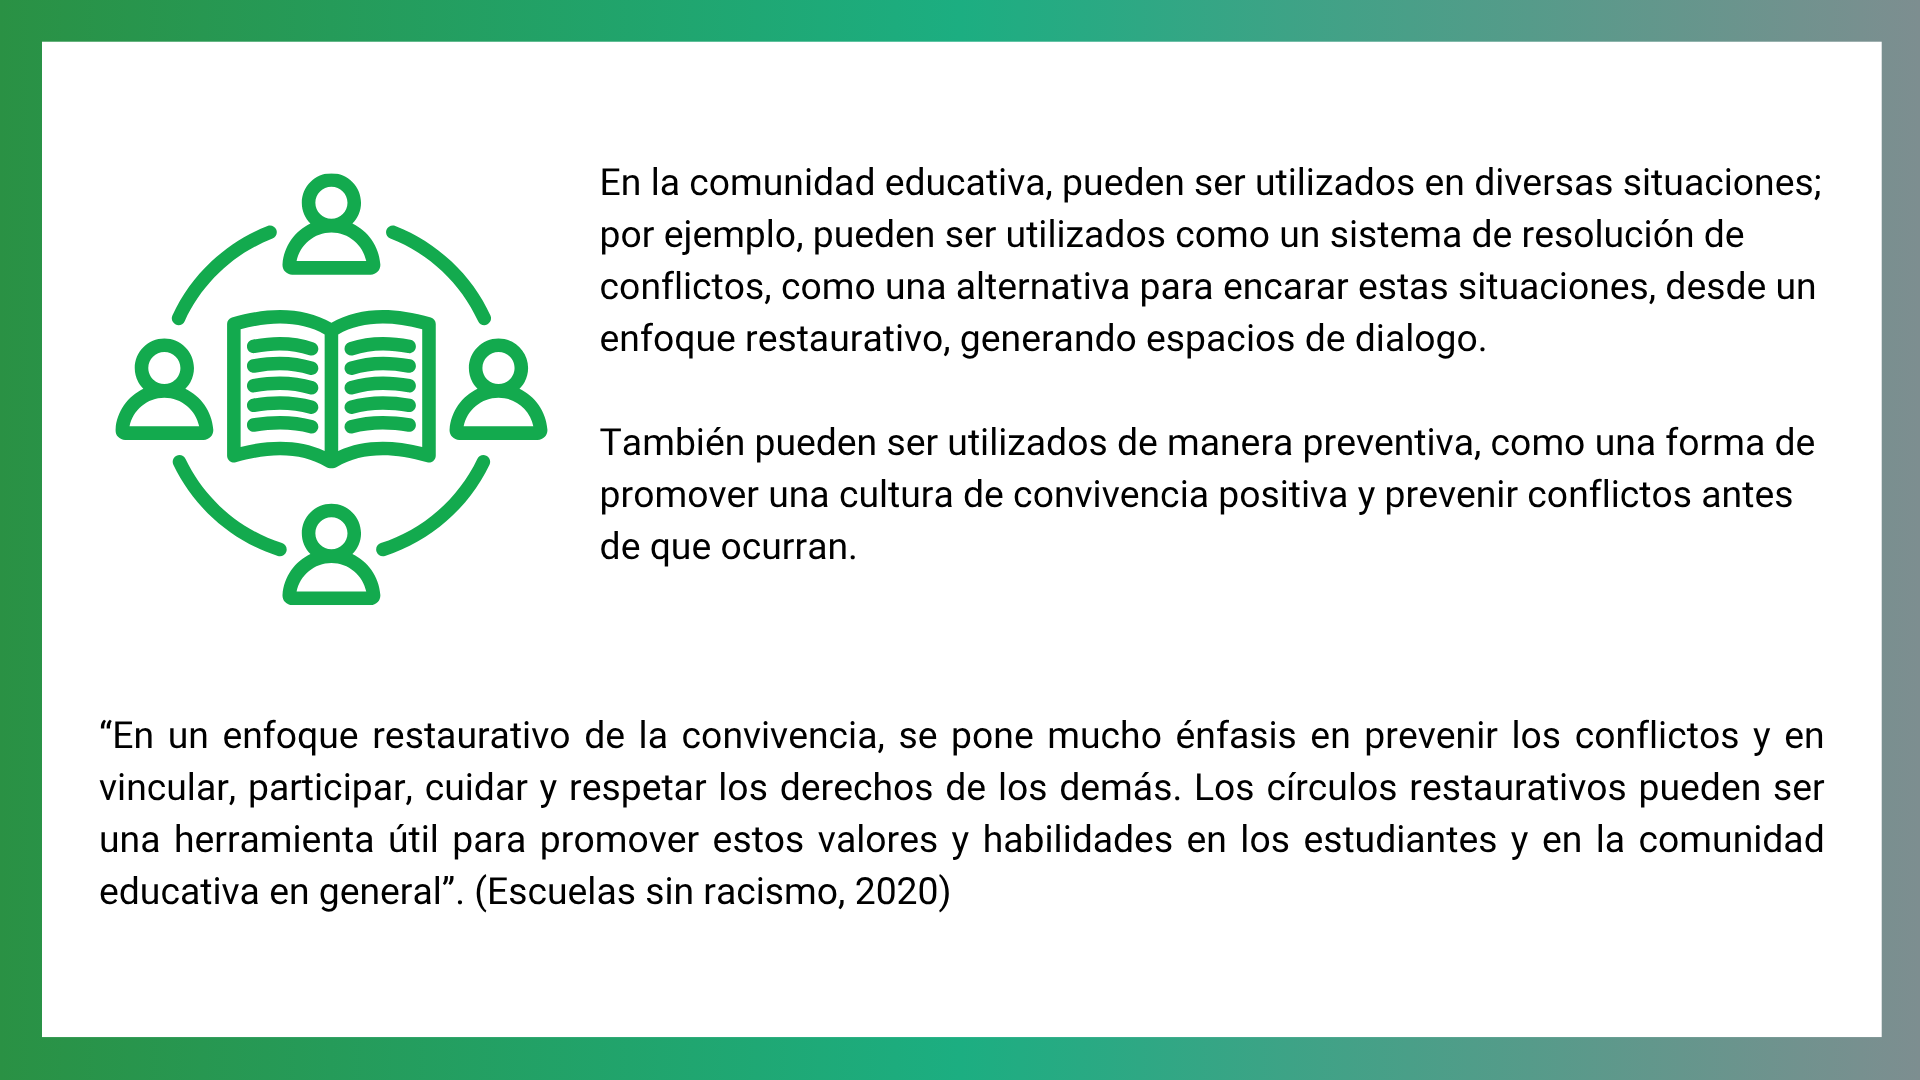 En la comunidad educativa, pueden ser utilizados en diversas situaciones;
por ejemplo, pueden ser utilizados como un sistema de resolución de
conflictos, como una alternativa para encarar estas situaciones, desde un
enfoque restaurativo, generando espacios de dialogo.
También pueden ser utilizados de manera preventiva, como una forma de
promover una cultura de convivencia positiva y prevenir conflictos antes
de que ocurran.
“En un enfoque restaurativo de la convivencia, se pone mucho énfasis en prevenir los conflictos y en
vincular, participar, cuidar y respetar los derechos de los demás. Los círculos restaurativos pueden ser
una herramienta útil para promover estos valores y habilidades en los estudiantes y en la comunidad
educativa en general”. (Escuelas sin racismo, 2020)